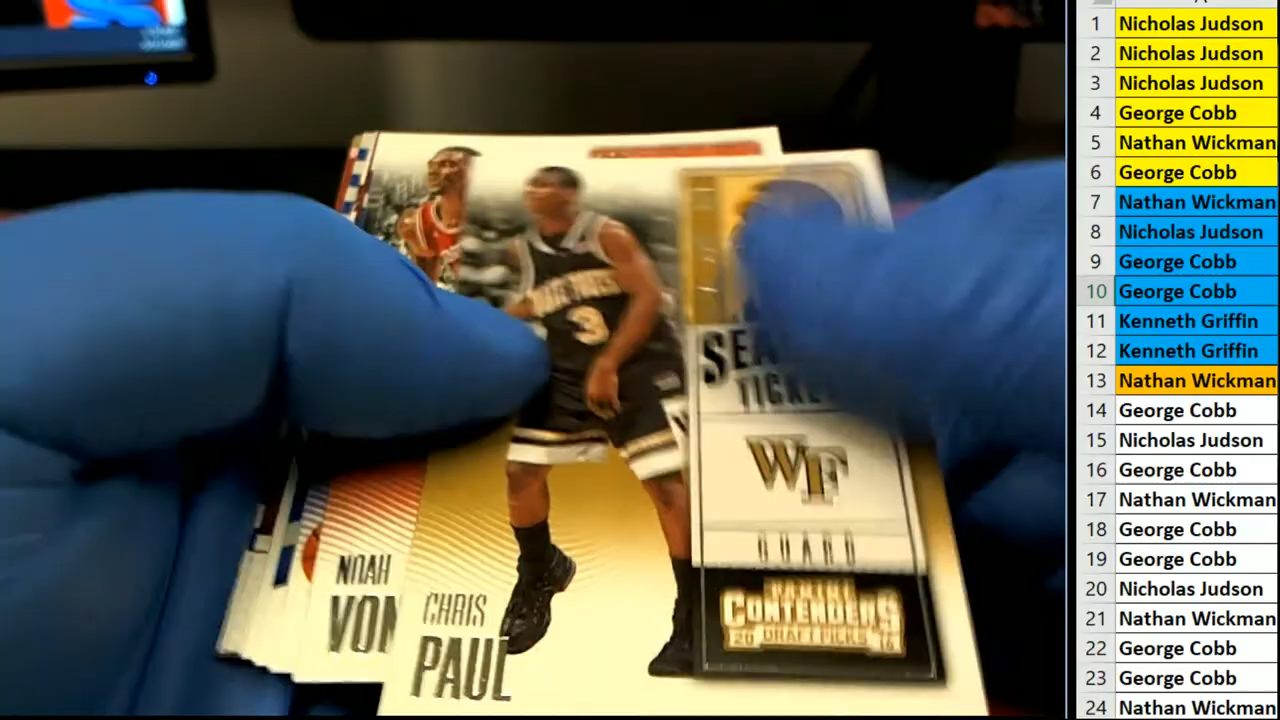 NOAH
VON
CHRIS
PAUL
3
WF
GUARD
PANINI
CONTENDERS
20 DRAFT PICKS 16
1 Nicholas Judson
2 Nicholas Judson
3 Nicholas Judson
4 George Cobb
5 Nathan Wickman
6 George Cobb
7 Nathan Wickman
8 Nicholas Judson
9 George Cobb
10 George Cobb
11 Kenneth Griffin
12 Kenneth Griffin
13 Nathan Wickman
14 George Cobb
15 Nicholas Judson
16 George Cobb
17 Nathan Wickman
18 George Cobb
19 George Cobb
20 Nicholas Judson
21 Nathan Wickman
22 George Cobb
23 George Cobb
24 Nathan Wickman